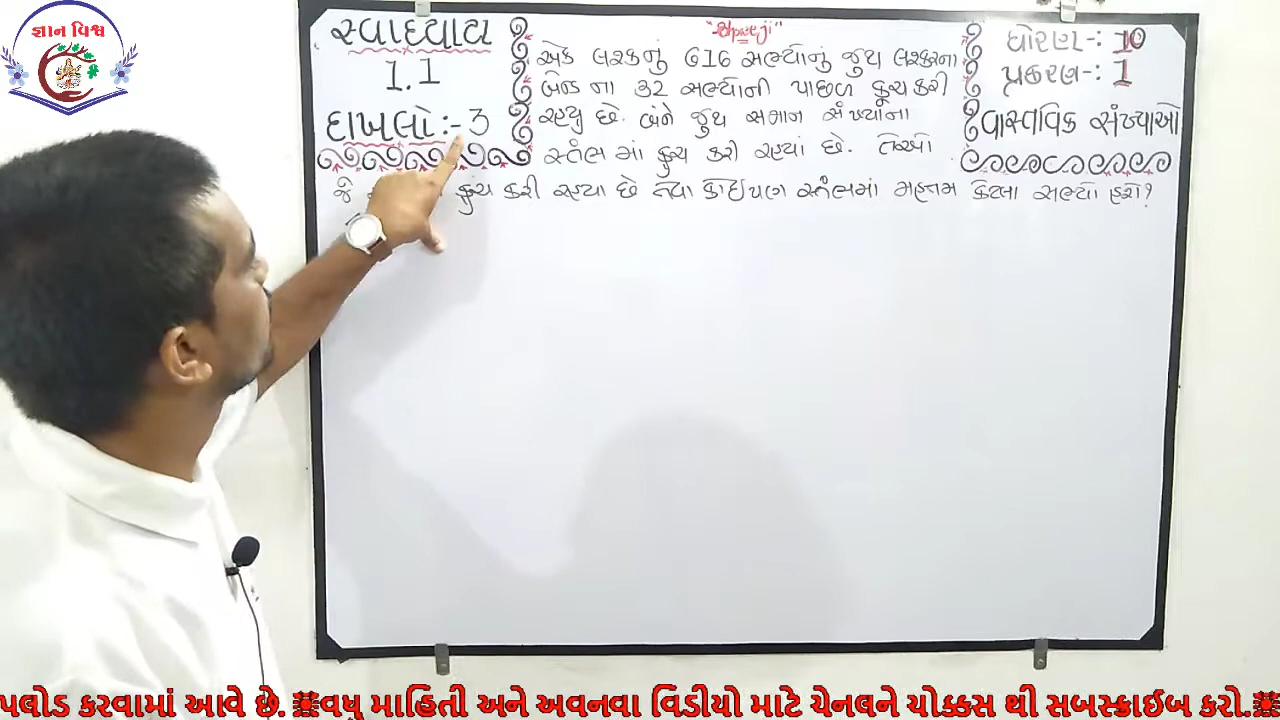 જ્ઞાન વિશ્વ
સ્વાધ્યાય
1.1
દાખલો :- 3
"Shreeji"
એક લશ્કરનું 616 સભ્યોનું જુથ લશ્કરના
બેન્ડ ના 32 સભ્યોની પાછળ કૂચ કરી
રહ્યુ છે. બંને જુથ સમાન સંખ્યાના
સ્તંભ માં કુચ કરી રહ્યાં છે. તેઓ
જે કુચ કરી રહ્યા છે તેવા કોઈપણ સ્તંભમાં મહત્તમ કેટલા સભ્યો હશે?
ધોરણ -: 10
પ્રકરણ -: 1
વાસ્તવિક સંખ્યાઓ
પલોડ કરવામાં આવે છે. વધુ માહિતી અને અવનવા વિડીયો માટે ચેનલને ચોક્કસ થી સબસ્ક્રાઈબ કરો.